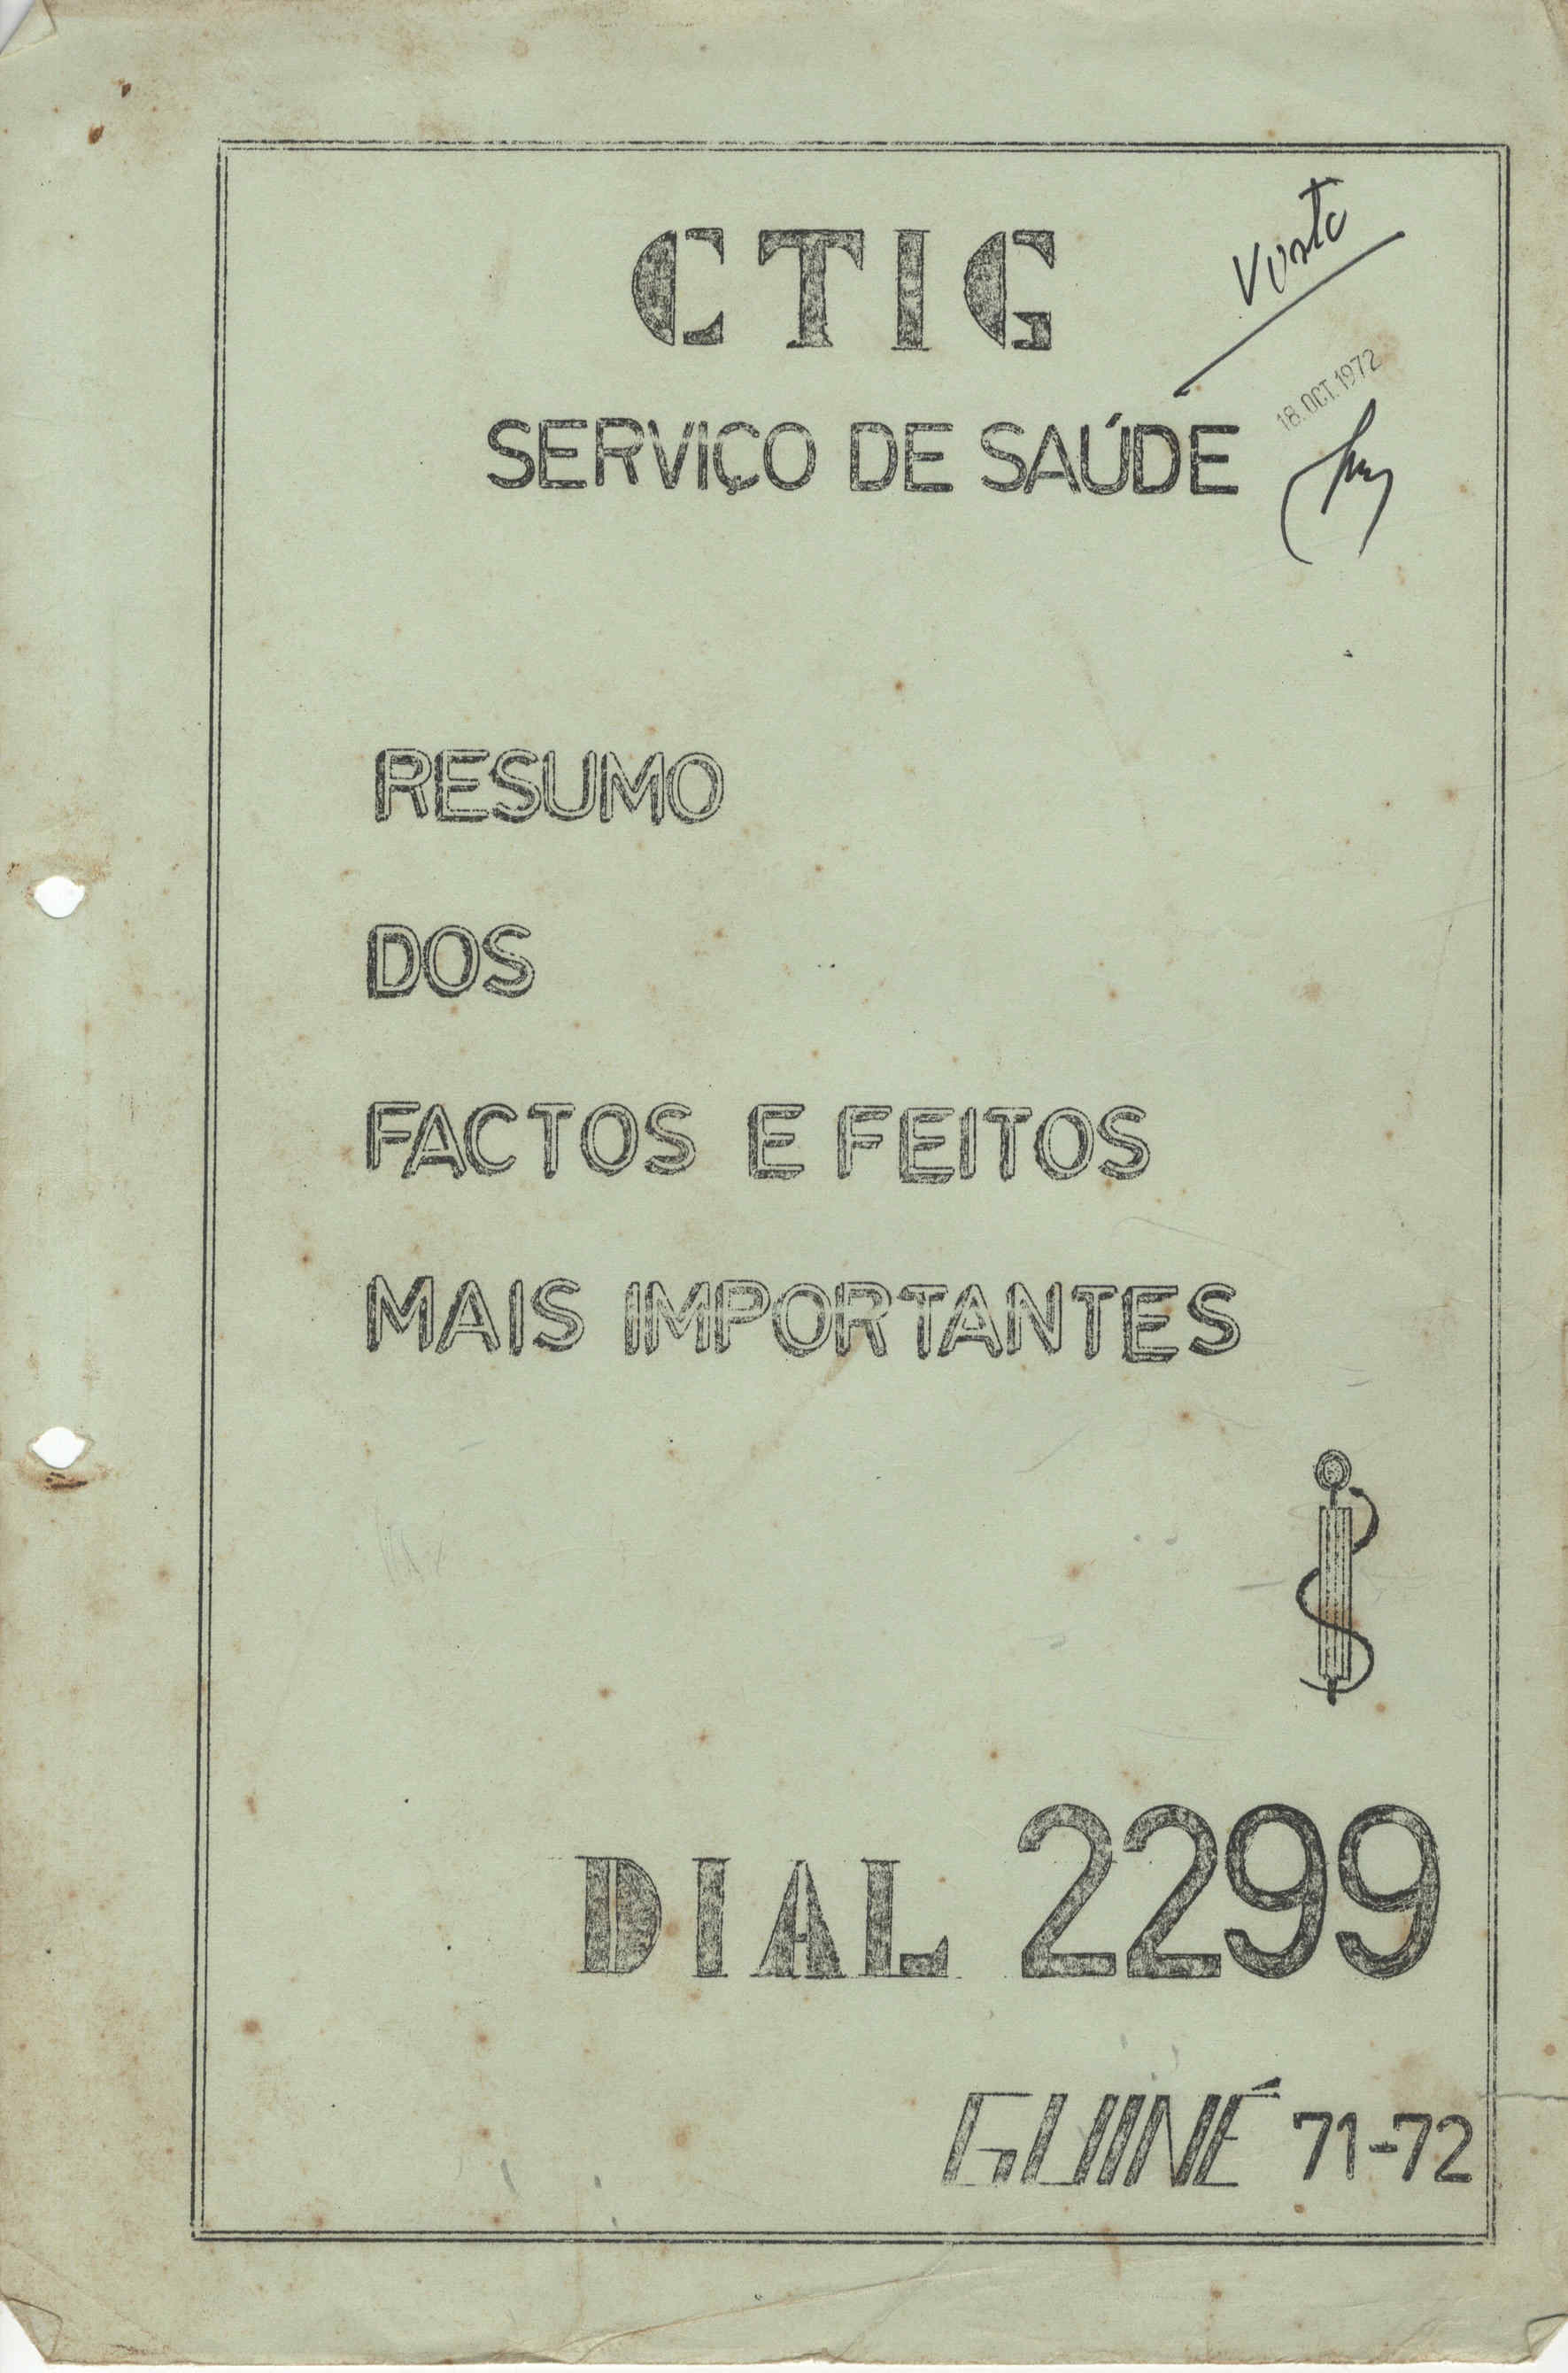 CTIG
Visto
18.OCT.1972
SERVIÇO DE SAÚDE
RESUMO
DOS
FACTOS E FEITOS
MAIS IMPORTANTES
DIAL 2299
GUINÉ 71-72